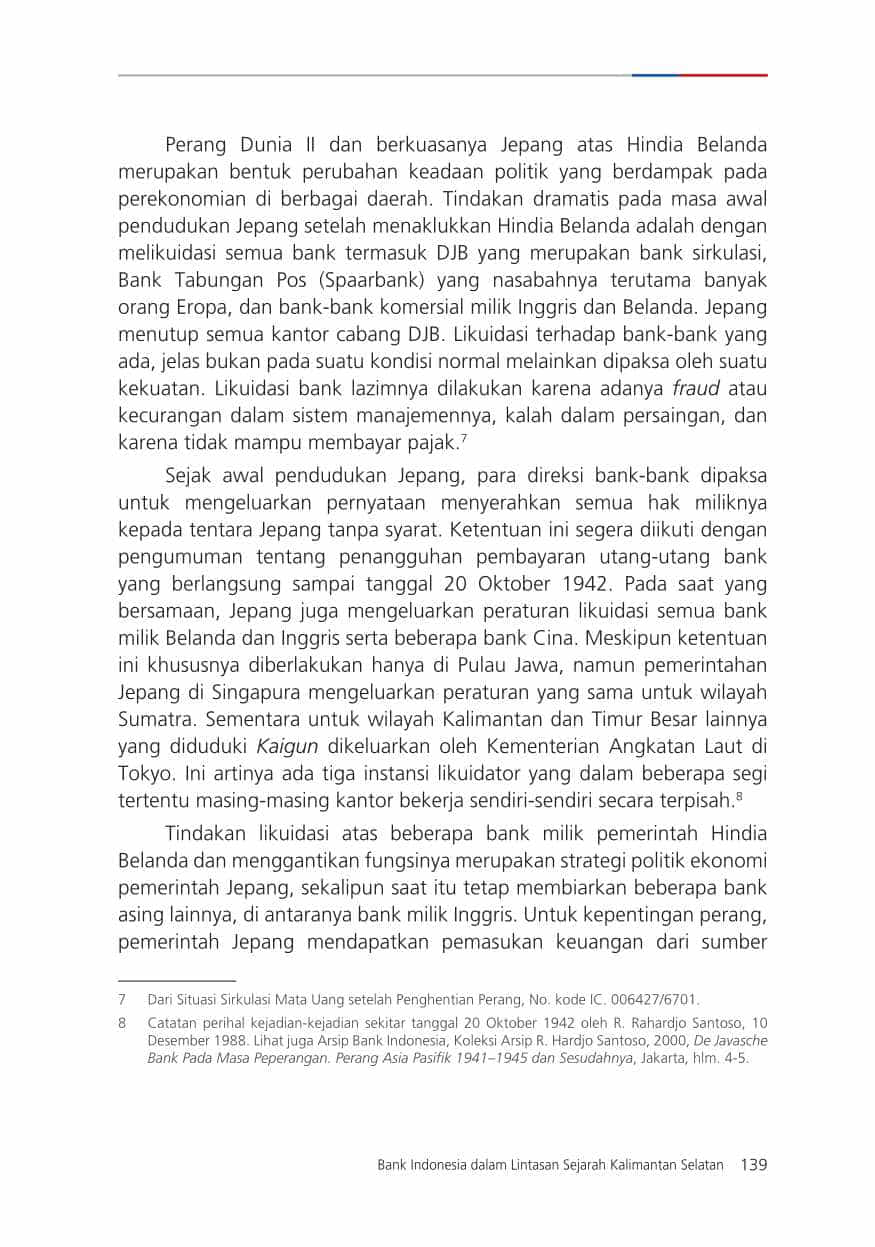 Perang Dunia II dan berkuasanya Jepang atas Hindia Belanda
merupakan bentuk perubahan keadaan politik yang berdampak pada
perekonomian di berbagai daerah. Tindakan dramatis pada masa awal
pendudukan Jepang setelah menaklukkan Hindia Belanda adalah dengan
melikuidasi semua bank termasuk DJB yang merupakan bank sirkulasi,
Bank Tabungan Pos (Spaarbank) yang nasabahnya terutama banyak
orang Eropa, dan bank-bank komersial milik Inggris dan Belanda. Jepang
menutup semua kantor cabang DJB. Likuidasi terhadap bank-bank yang
ada, jelas bukan pada suatu kondisi normal melainkan dipaksa oleh suatu
kekuatan. Likuidasi bank lazimnya dilakukan karena adanya fraud atau
kecurangan dalam sistem manajemennya, kalah dalam persaingan, dan
karena tidak mampu membayar pajak.7
Sejak awal pendudukan Jepang, para direksi bank-bank dipaksa
untuk mengeluarkan pernyataan menyerahkan semua hak miliknya
kepada tentara Jepang tanpa syarat. Ketentuan ini segera diikuti dengan
pengumuman tentang penangguhan pembayaran utang-utang bank
yang berlangsung sampai tanggal 20 Oktober 1942. Pada saat yang
bersamaan, Jepang juga mengeluarkan peraturan likuidasi semua bank
milik Belanda dan Inggris serta beberapa bank Cina. Meskipun ketentuan
ini khususnya diberlakukan hanya di Pulau Jawa, namun pemerintahan
Jepang di Singapura mengeluarkan peraturan yang sama untuk wilayah
Sumatra. Sementara untuk wilayah Kalimantan dan Timur Besar lainnya
yang diduduki Kaigun dikeluarkan oleh Kementerian Angkatan Laut di
Tokyo. Ini artinya ada tiga instansi likuidator yang dalam beberapa segi
tertentu masing-masing kantor bekerja sendiri-sendiri secara terpisah.8
Tindakan likuidasi atas beberapa bank milik pemerintah Hindia
Belanda dan menggantikan fungsinya merupakan strategi politik ekonomi
pemerintah Jepang, sekalipun saat itu tetap membiarkan beberapa bank
asing lainnya, di antaranya bank milik Inggris. Untuk kepentingan perang,
pemerintah Jepang mendapatkan pemasukan keuangan dari sumber
7 Dari Situasi Sirkulasi Mata Uang setelah Penghentian Perang, No. kode IC. 006427/6701.
8 Catatan perihal kejadian-kejadian sekitar tanggal 20 Oktober 1942 oleh R. Rahardjo Santoso, 10
Desember 1988. Lihat juga Arsip Bank Indonesia, Koleksi Arsip R. Hardjo Santoso, 2000, De Javasche
Bank Pada Masa Peperangan. Perang Asia Pasifik 1941–1945 dan Sesudahnya, Jakarta, hlm. 4-5.
Bank Indonesia dalam Lintasan Sejarah Kalimantan Selatan 139